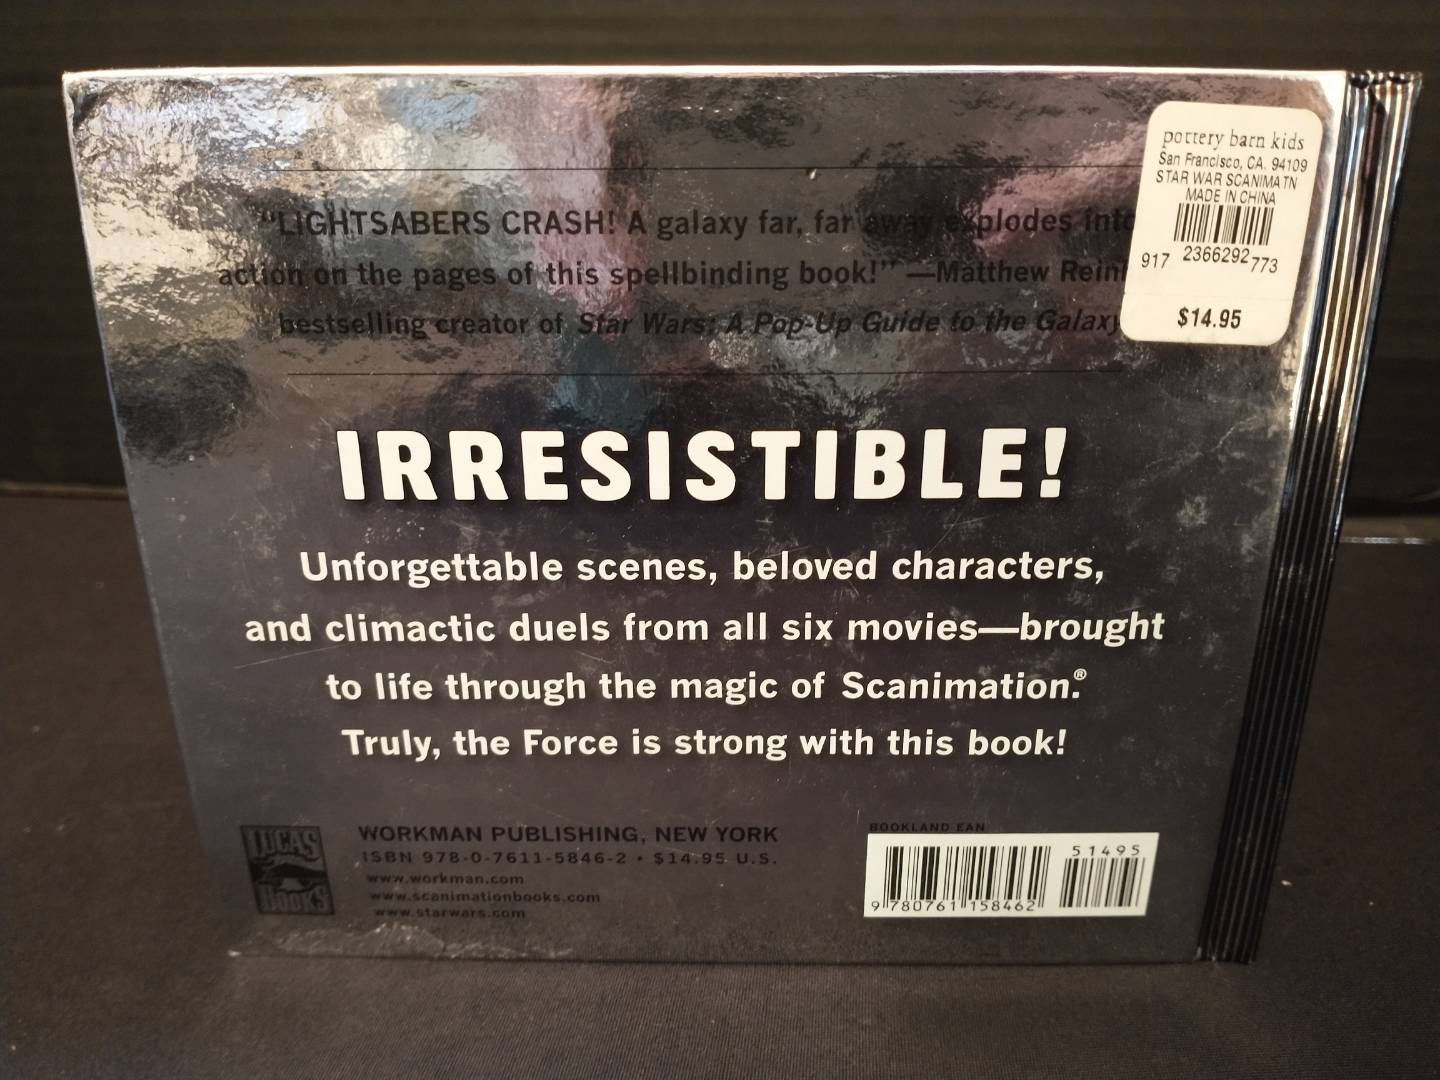 "LIGHTSABERS CRASH! A galaxy far, far away explodes into
action on the pages of this spellbinding book!" —Matthew
bestselling creator of Star Wars: A Pop-Up Guide to the Galaxy
pottery barn kids
San Francisco, CA. 94109
STAR WAR SCANIMATN
MADE IN CHINA
917 2366292 773
$14.95
IRRESISTIBLE!
Unforgettable scenes, beloved characters,
and climactic duels from all six movies—brought
to life through the magic of Scanimation.®
Truly, the Force is strong with this book!
LUCAS
BOOKS
WORKMAN PUBLISHING, NEW YORK
ISBN 978-0-7611-5846-2 • $14.95 U.S.
www.workman.com
www.scanimationbooks.com
www.starwars.com
BOOKLAND EAN
51495
9 780761 158462